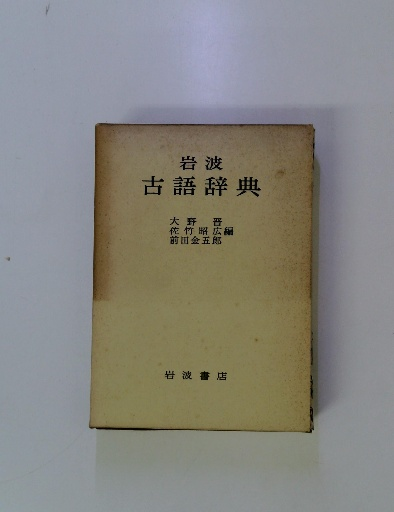 岩波
古語辞典
大野 晋
佐竹昭広編
前田金五郎
岩波書店